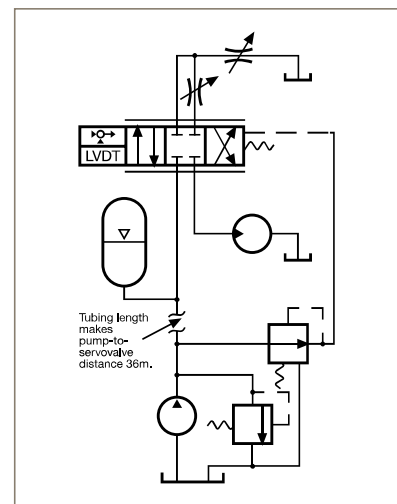 LVDT
Tubing length
makes
pump-to-
servovalve
distance 36m.